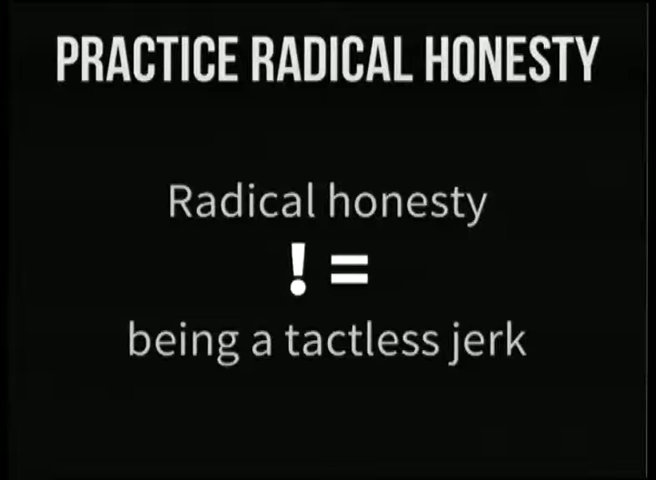 PRACTICE RADICAL HONESTY
Radical honesty
! =
being a tactless jerk